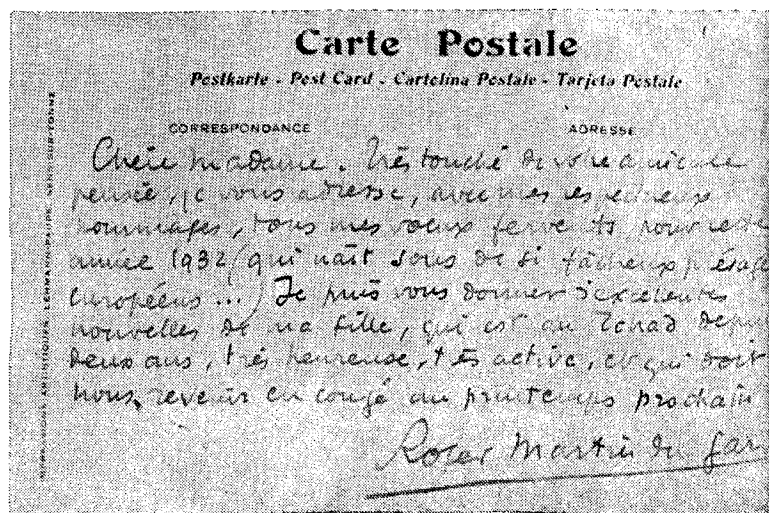 Carte Postale
Postkarte - Post Card - Cartolina Postale - Tarjeta Postale
CORRESPONDANCE ADRESSE
Chère madame. Très touché de votre amicale
pensée, je vous adresse, avec mes respectueux
hommages, tous mes vœux fervents pour cette
année 1932 (qui naît sous de si fâcheux présages
européens ...) Je puis vous donner d'excellentes
nouvelles de ma fille, qui est au Tchad depuis
deux ans, très heureuse, très active, et qui doit
nous revenir en congé au printemps prochain
Roger Martin du Gar